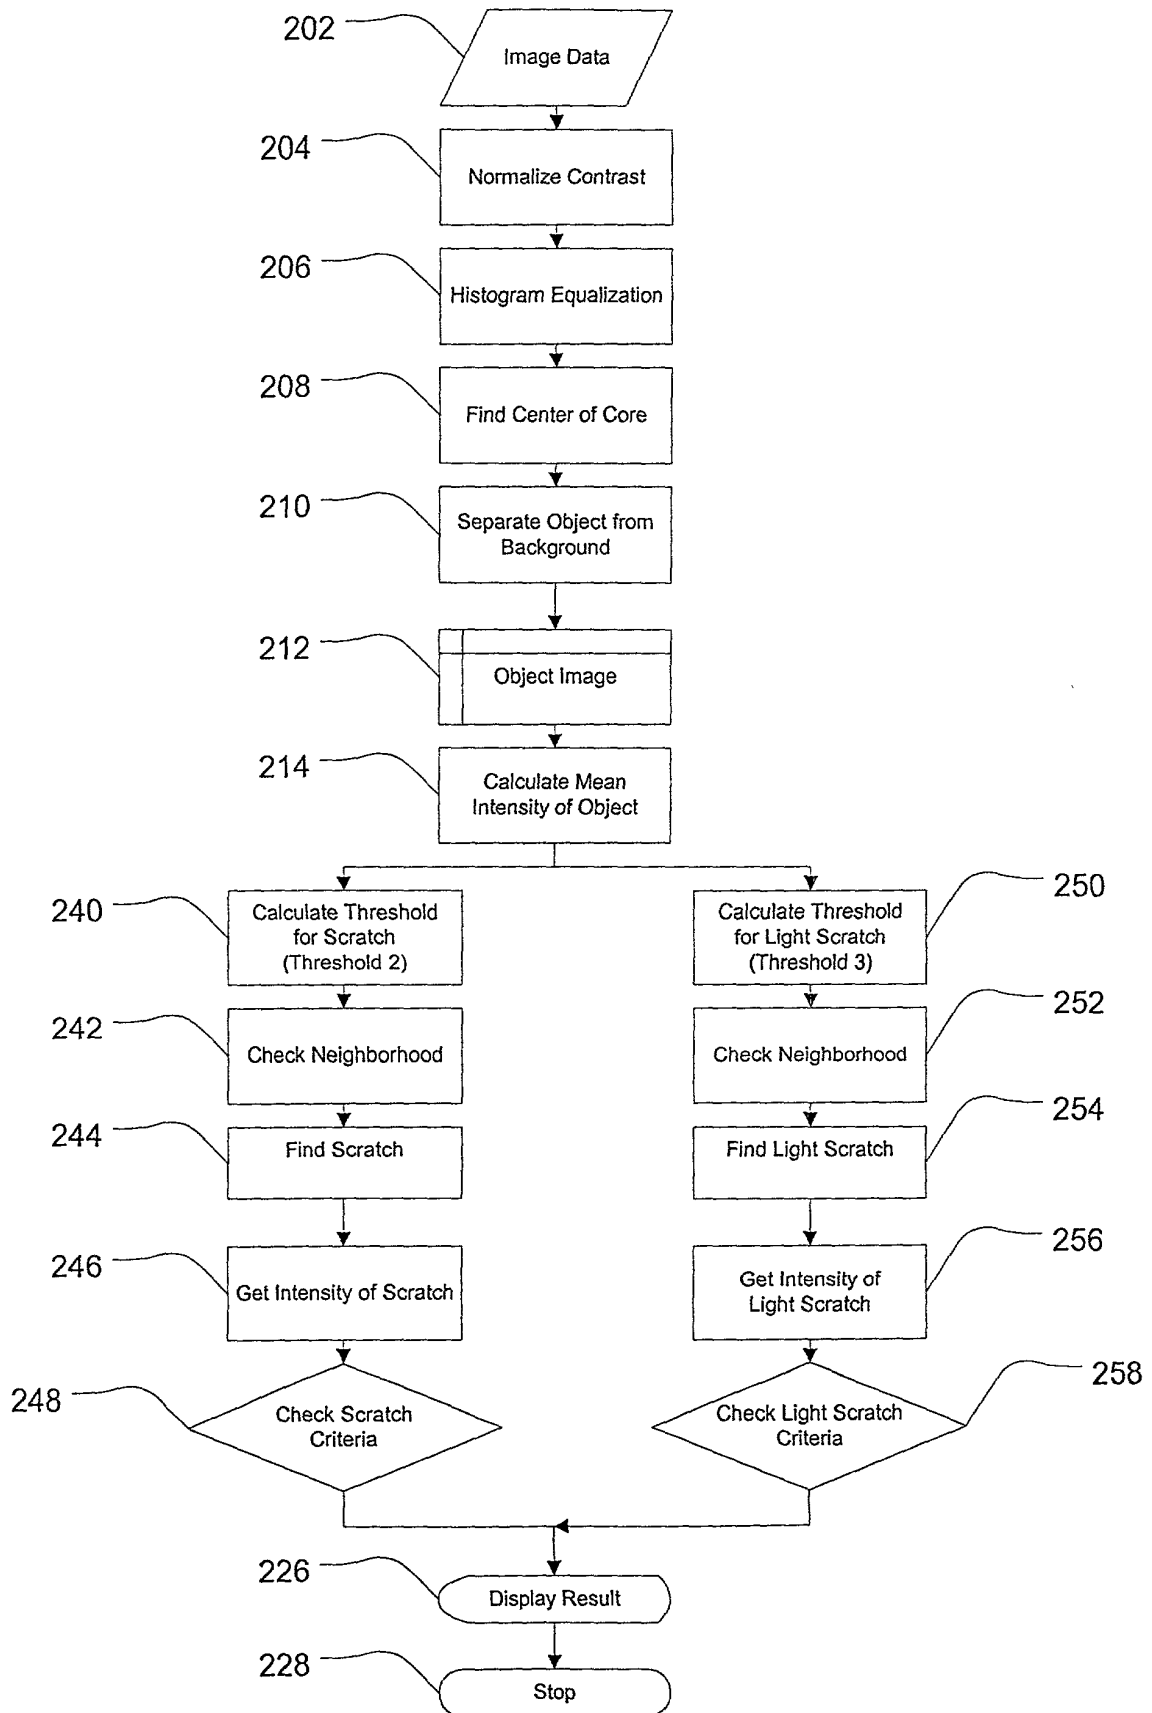 202
Image Data
204
Normalize Contrast
206
Histogram Equalization
208
Find Center of Core
210
Separate Object from
Background
212
Object Image
214
Calculate Mean
Intensity of Object
240
Calculate Threshold
for Scratch
(Threshold 2)
242
Check Neighborhood
244
Find Scratch
246
Get Intensity of Scratch
248
Check Scratch
Criteria
250
Calculate Threshold
for Light Scratch
(Threshold 3)
252
Check Neighborhood
254
Find Light Scratch
256
Get Intensity of
Light Scratch
258
Check Light Scratch
Criteria
226
Display Result
228
Stop